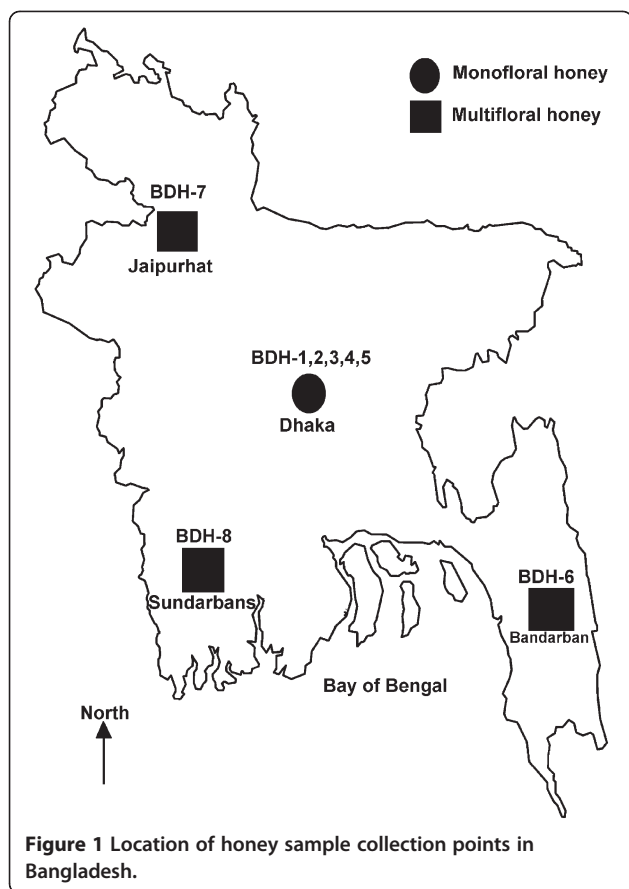 Monofloral honey
Multifloral honey
BDH-7
Jaipurhat
BDH-1,2,3,4,5
Dhaka
BDH-8
Sundarbans
BDH-6
Bandarban
Bay of Bengal
North
Figure 1 Location of honey sample collection points in
Bangladesh.